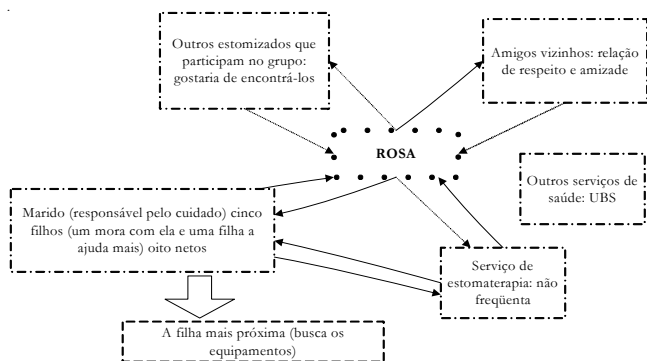 Outros estomizados que
participam no grupo:
gostaria de encontrá-los
Amigos vizinhos: relação
de respeito e amizade
ROSA
Outros serviços de
saúde: UBS
Marido (responsável pelo cuidado) cinco
filhos (um mora com ela e uma filha a
ajuda mais) oito netos
Serviço de
estomaterapia: não
freqüenta
A filha mais próxima (busca os
equipamentos)